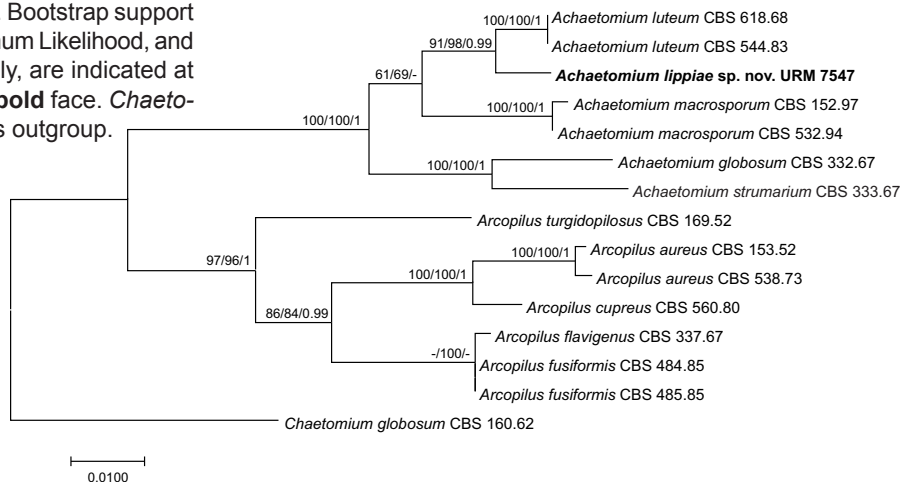 . Bootstrap support
num Likelihood, and
ly, are indicated at
bold face. Chaeto-
s outgroup.
100/100/1
Achaetomium luteum CBS 618.68
91/98/0.99
Achaetomium luteum CBS 544.83
61/69/-
Achaetomium lippiae sp. nov. URM 7547
100/100/1
Achaetomium macrosporum CBS 152.97
100/100/1
Achaetomium macrosporum CBS 532.94
100/100/1
Achaetomium globosum CBS 332.67
Achaetomium strumarium CBS 333.67
Arcopilus turgidopilosus CBS 169.52
97/96/1
100/100/1
Arcopilus aureus CBS 153.52
100/100/1
Arcopilus aureus CBS 538.73
86/84/0.99
Arcopilus cupreus CBS 560.80
Arcopilus flavigenus CBS 337.67
-/100/-
Arcopilus fusiformis CBS 484.85
Arcopilus fusiformis CBS 485.85
Chaetomium globosum CBS 160.62
0.0100